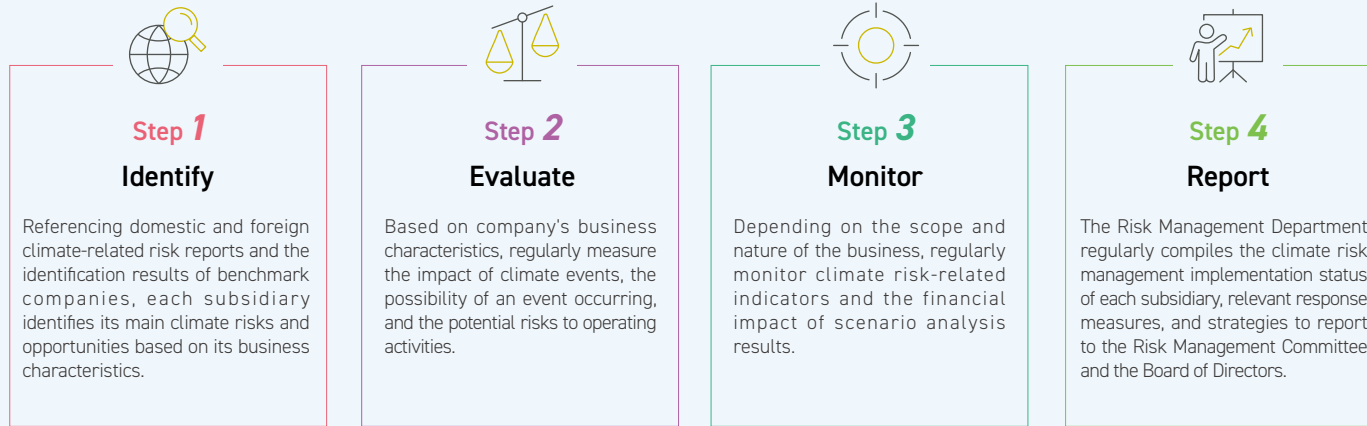 Step 1
Identify
Referencing domestic and foreign
climate-related risk reports and the
identification results of benchmark
companies, each subsidiary
identifies its main climate risks and
opportunities based on its business
characteristics.
Step 2
Evaluate
Based on company's business
characteristics, regularly measure
the impact of climate events, the
possibility of an event occurring,
and the potential risks to operating
activities.
Step 3
Monitor
Depending on the scope and
nature of the business, regularly
monitor climate risk-related
indicators and the financial
impact of scenario analysis
results.
Step 4
Report
The Risk Management Department
regularly compiles the climate risk
management implementation status
of each subsidiary, relevant response
measures, and strategies to report
to the Risk Management Committee
and the Board of Directors.